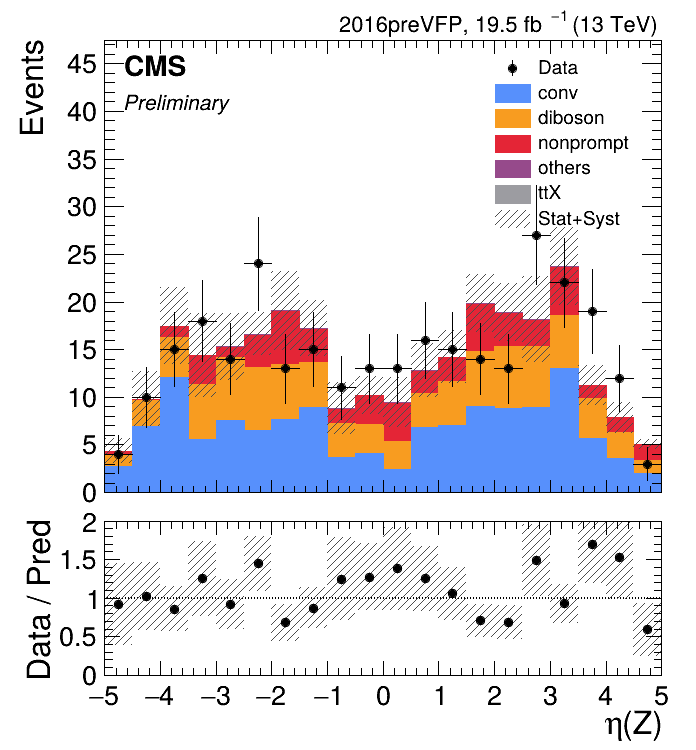 2016preVFP, 19.5 fb⁻¹ (13 TeV)
Events
45
40
35
30
25
20
15
10
5
0
CMS
Preliminary
Data
conv
diboson
nonprompt
others
ttX
Stat+Syst
Data / Pred
2
1.5
1
0.5
0
−5 −4 −3 −2 −1 0 1 2 3 4 5
η(Z)